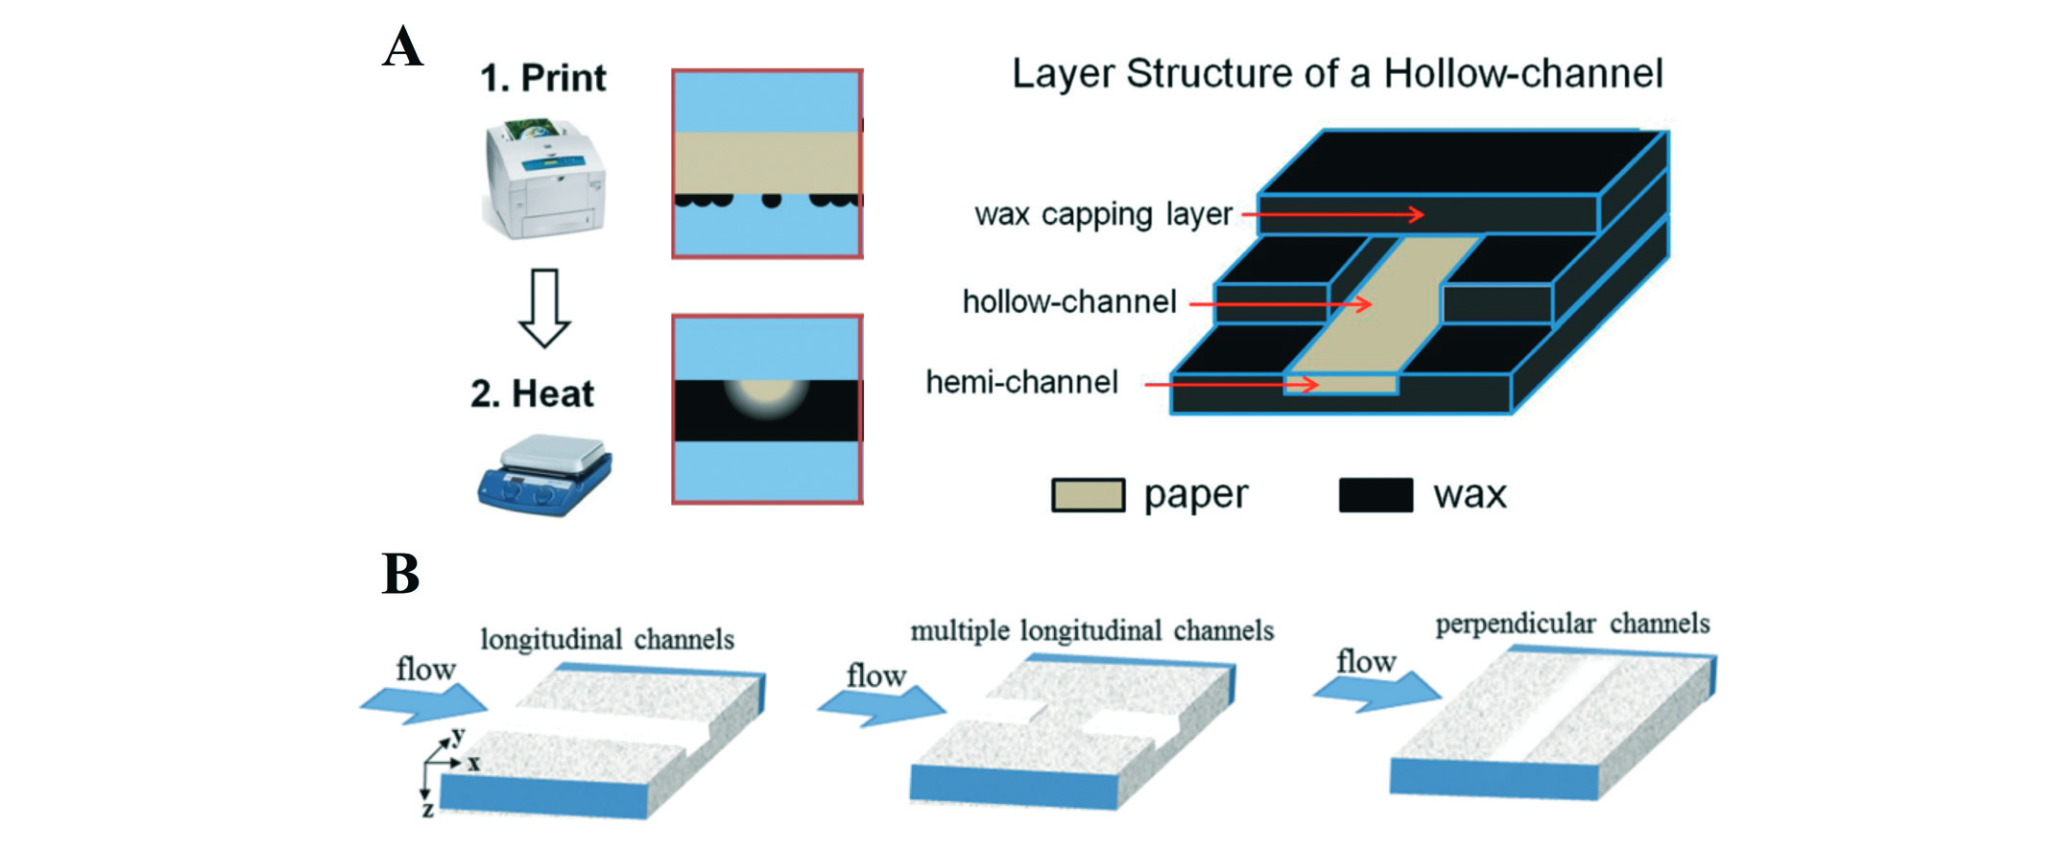 A
1. Print
2. Heat
Layer Structure of a Hollow-channel
wax capping layer
hollow-channel
hemi-channel
paper
wax
B
longitudinal channels
flow
y
x
z
multiple longitudinal channels
flow
perpendicular channels
flow